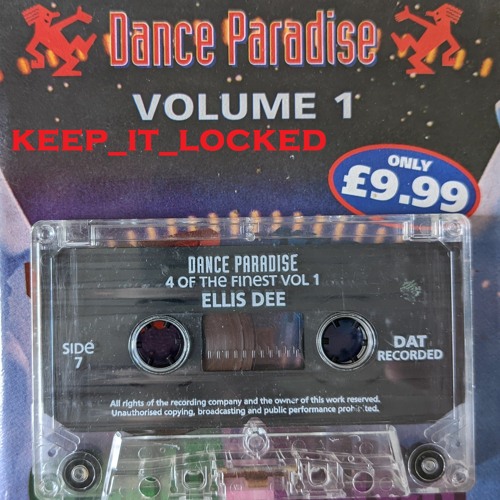 Dance Paradise
VOLUME 1
KEEP_IT_LOCKED
ONLY
£9.99
DANCE PARADISE
4 OF THE FINEST VOL 1
ELLIS DEE
SIDE
7
DAT
RECORDED
All rights of the recording company and the owner of this work reserved.
Unauthorised copying, broadcasting and public performance prohibited.